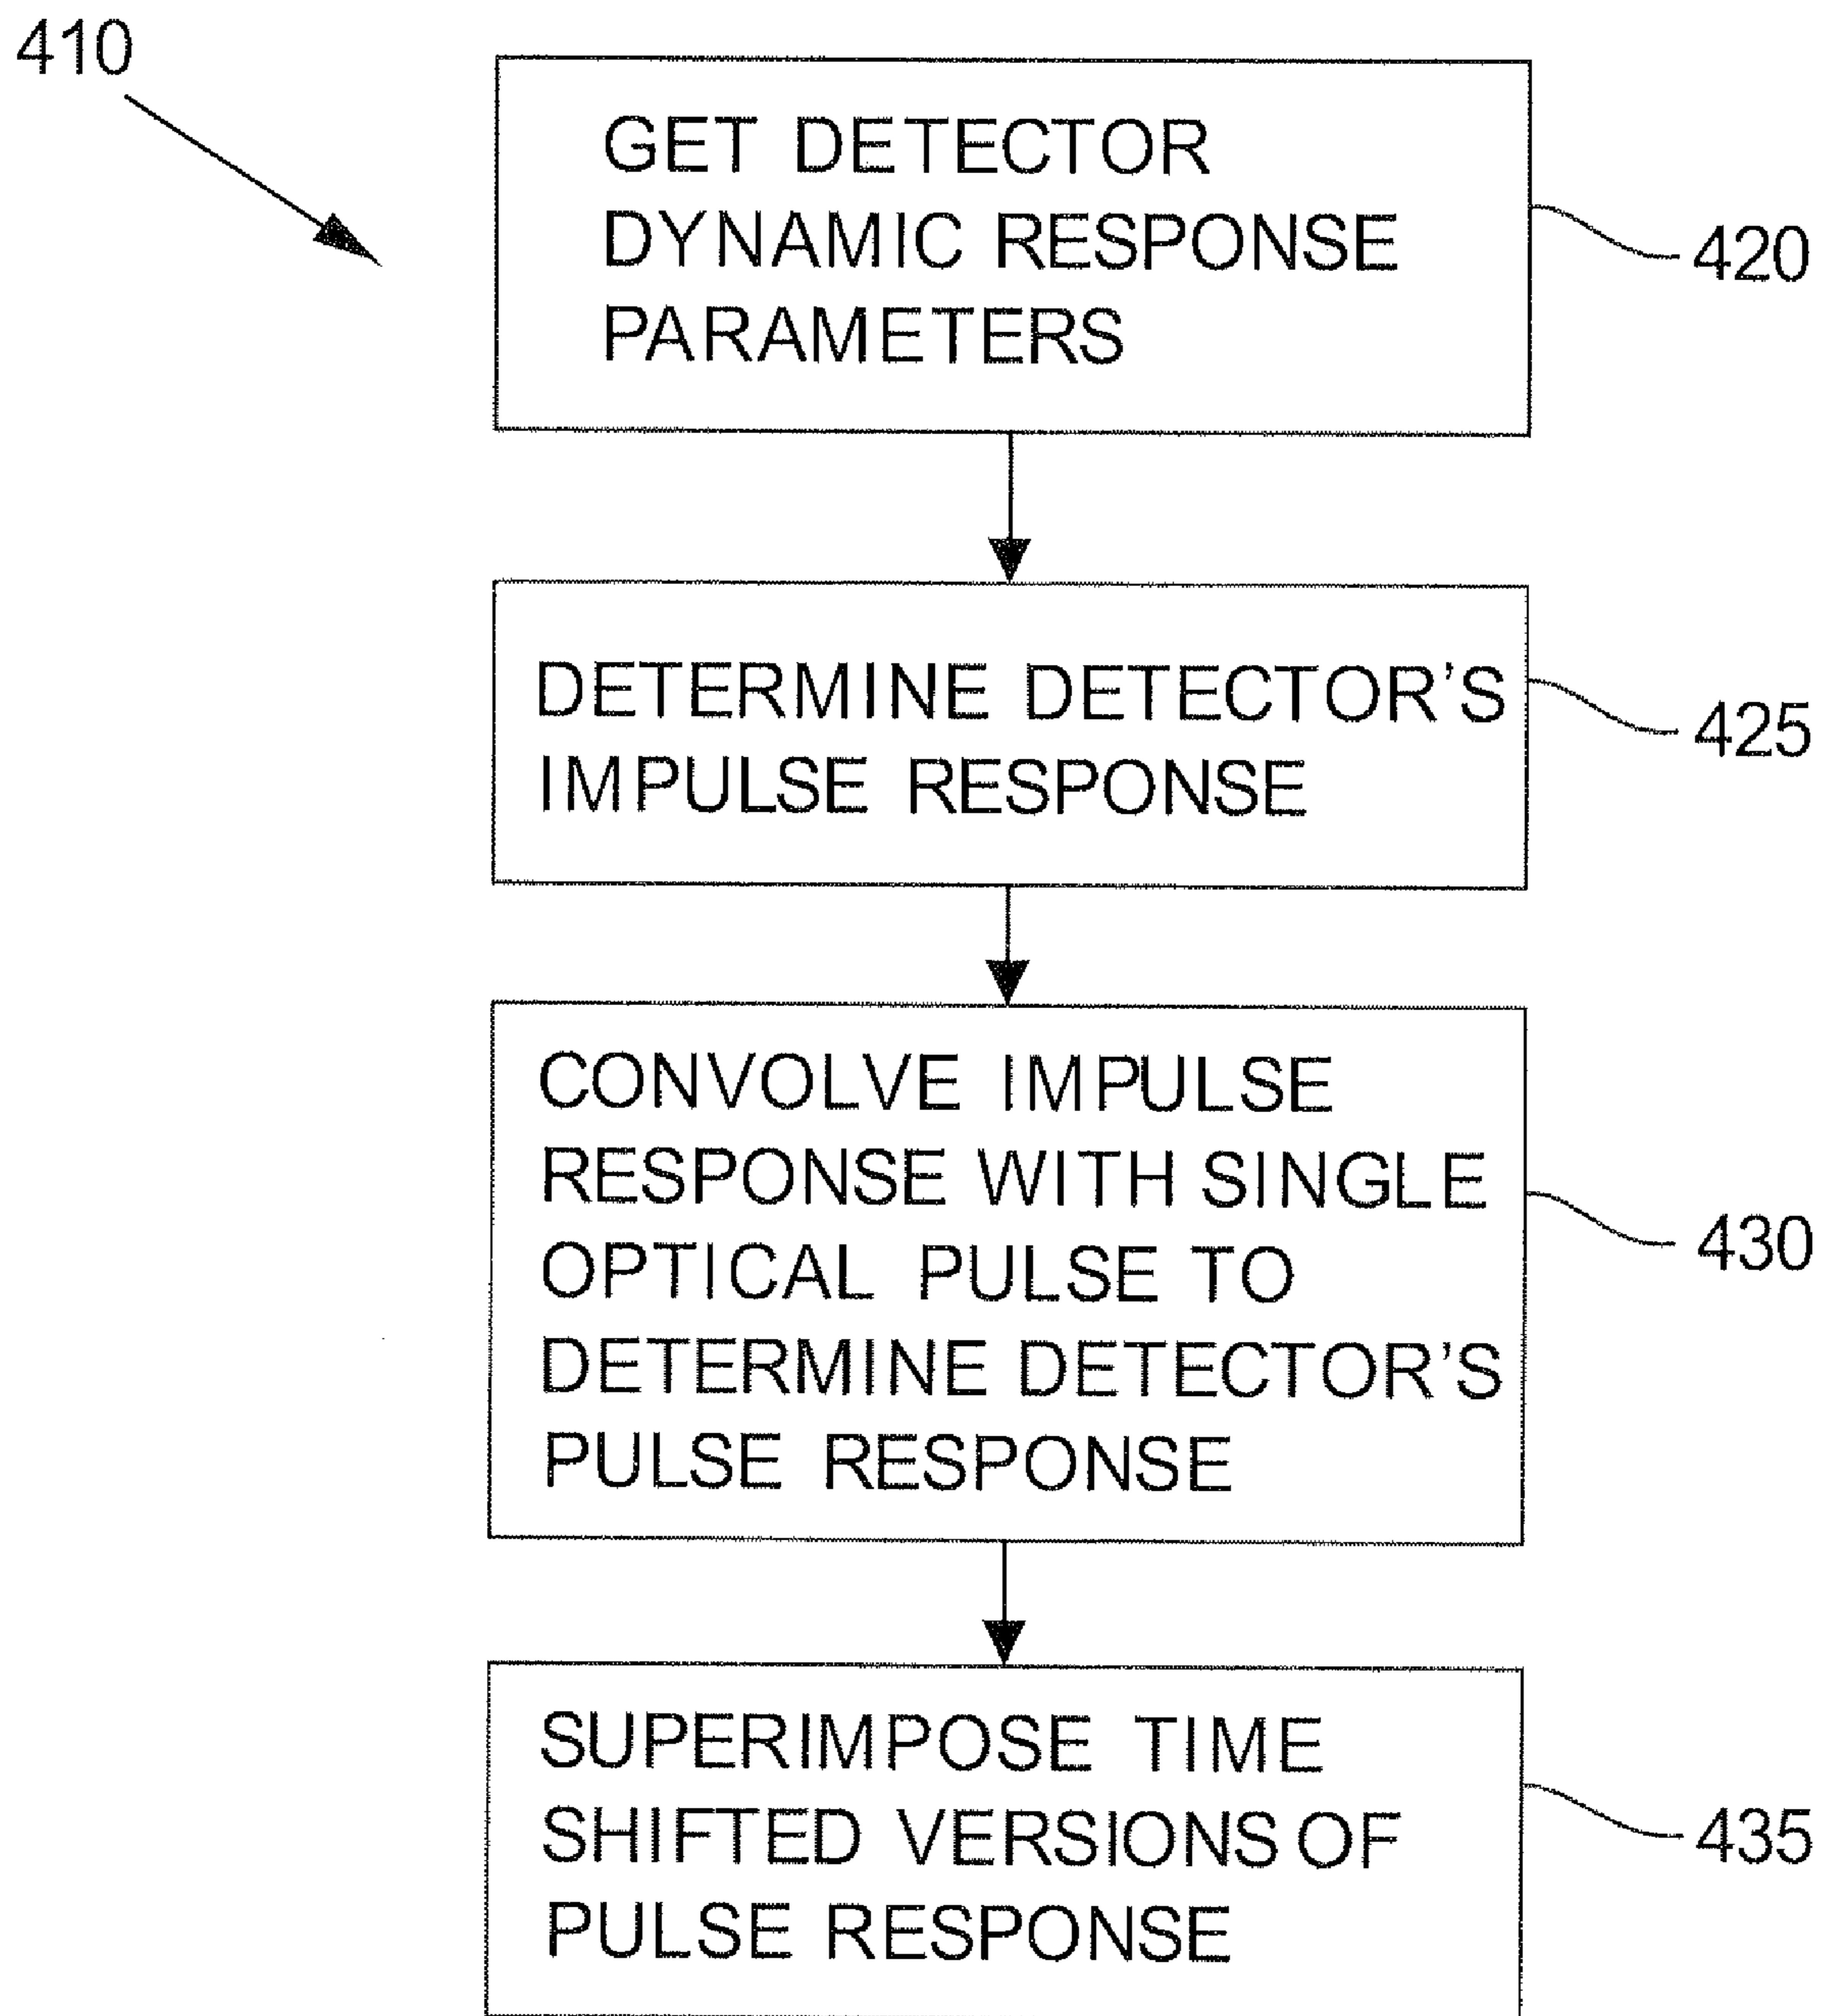 410
GET DETECTOR
DYNAMIC RESPONSE
PARAMETERS
420
DETERMINE DETECTOR'S
IMPULSE RESPONSE
425
CONVOLVE IMPULSE
RESPONSE WITH SINGLE
OPTICAL PULSE TO
DETERMINE DETECTOR'S
PULSE RESPONSE
430
SUPERIMPOSE TIME
SHIFTED VERSIONS OF
PULSE RESPONSE
435